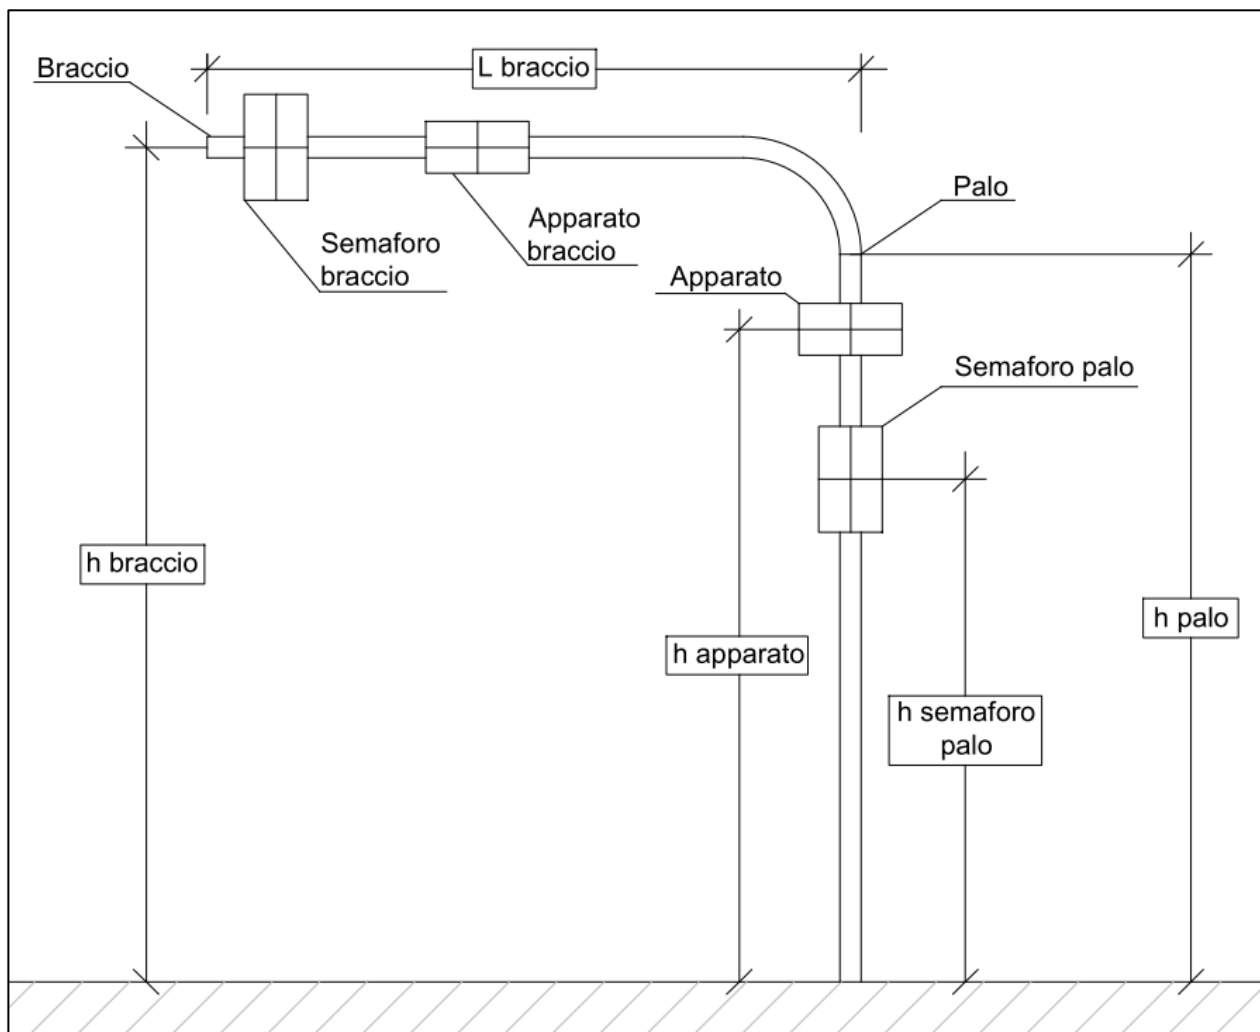 L braccio
Braccio
Palo
Semaforo
braccio
Apparato
braccio
Apparato
Semaforo palo
h braccio
h palo
h apparato
h semaforo
palo